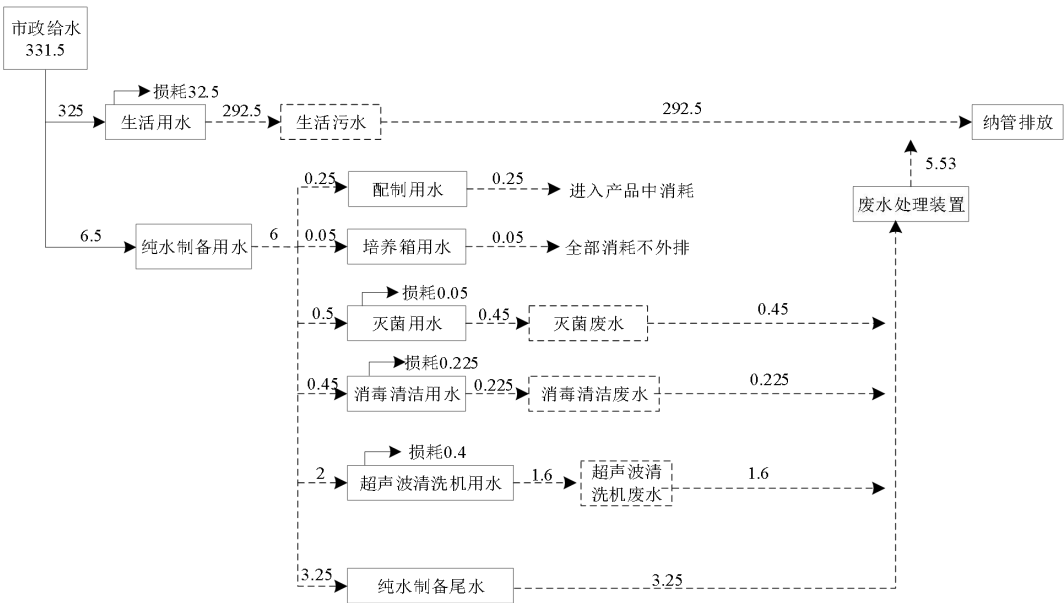 市政给水
331.5
损耗32.5
325
生活用水
292.5
生活污水
292.5
纳管排放
5.53
废水处理装置
0.25
配制用水
0.25
进入产品中消耗
6.5
纯水制备用水
6
0.05
培养箱用水
0.05
全部消耗不外排
损耗0.05
0.5
灭菌用水
0.45
灭菌废水
0.45
损耗0.225
0.45
消毒清洁用水
0.225
消毒清洁废水
0.225
损耗0.4
2
超声波清洗机用水
1.6
超声波清
洗机废水
1.6
3.25
纯水制备尾水
3.25